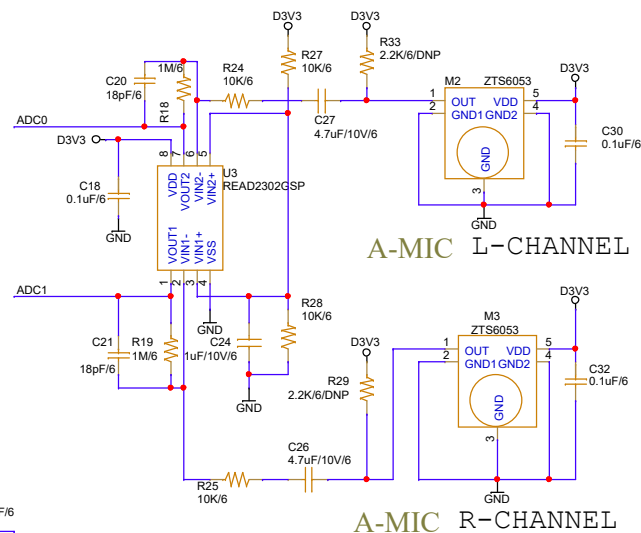 D3V3
D3V3
R27
10K/6
R33
2.2K/6/DNP
C20
18pF/6
1M/6
R18
R24
10K/6
C27
4.7uF/10V/6
M2
ZTS6053
D3V3
1
2
OUT
GND1
VDD
GND2
5
4
GND
3
GND
C30
0.1uF/6
ADC0
D3V3
8
7
6
5
U3
READ2302GSP
VDD
VOUT2
VIN2-
VIN2+
VOUT1
VIN1-
VIN1+
VSS
1
2
3
4
C18
0.1uF/6
GND
A-MIC L-CHANNEL
ADC1
C21
18pF/6
R19
1M/6
GND
C24
1uF/10V/6
R28
10K/6
GND
D3V3
R29
2.2K/6/DNP
M3
ZTS6053
D3V3
1
2
OUT
GND1
VDD
GND2
5
4
GND
3
GND
C32
0.1uF/6
C26
4.7uF/10V/6
R25
10K/6
F/6
A-MIC R-CHANNEL